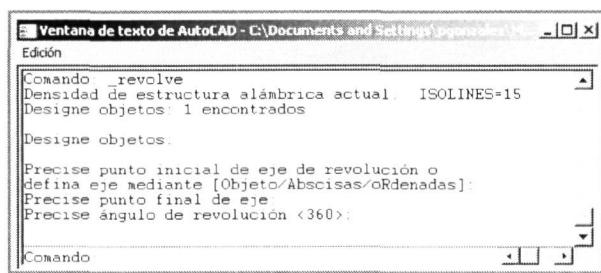 Ventana de texto de AutoCAD - C:\Documents and Settings\pgonzalez\M...
Edición
Comando: _revolve
Densidad de estructura alámbrica actual: ISOLINES=15
Designe objetos: 1 encontrados
Designe objetos:
Precise punto inicial de eje de revolución o
defina eje mediante [Objeto/Abscisas/oRdenadas]:
Precise punto final de eje:
Precise ángulo de revolución <360>:
Comando